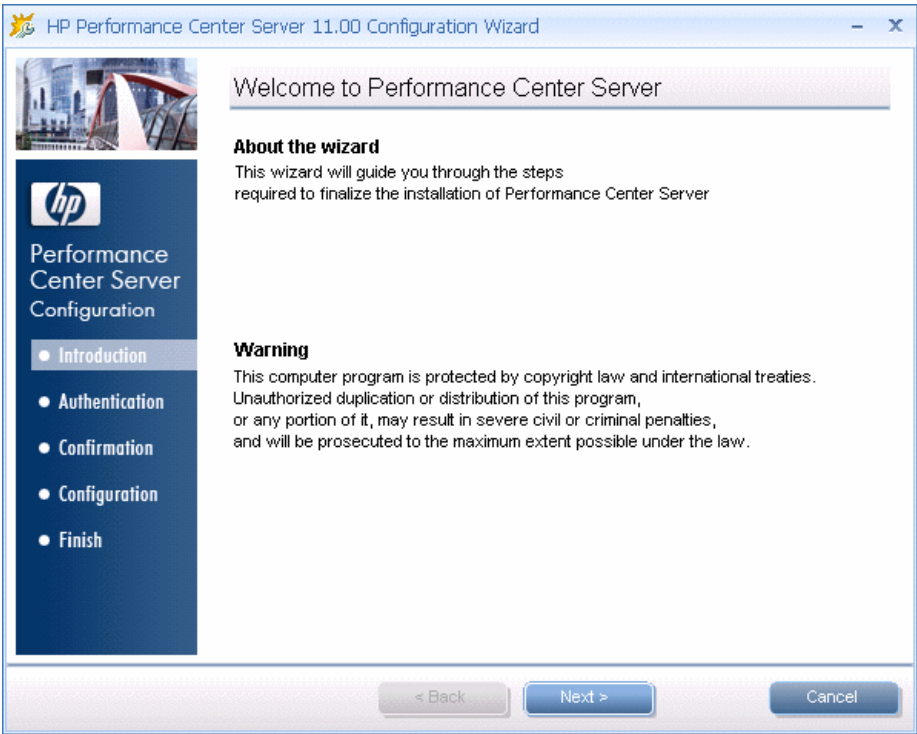 HP Performance Center Server 11.00 Configuration Wizard
Welcome to Performance Center Server
About the wizard
This wizard will guide you through the steps
required to finalize the installation of Performance Center Server
hp
Performance
Center Server
Configuration
Introduction
Authentication
Confirmation
Configuration
Finish
Warning
This computer program is protected by copyright law and international treaties.
Unauthorized duplication or distribution of this program,
or any portion of it, may result in severe civil or criminal penalties,
and will be prosecuted to the maximum extent possible under the law.
< Back
Next >
Cancel